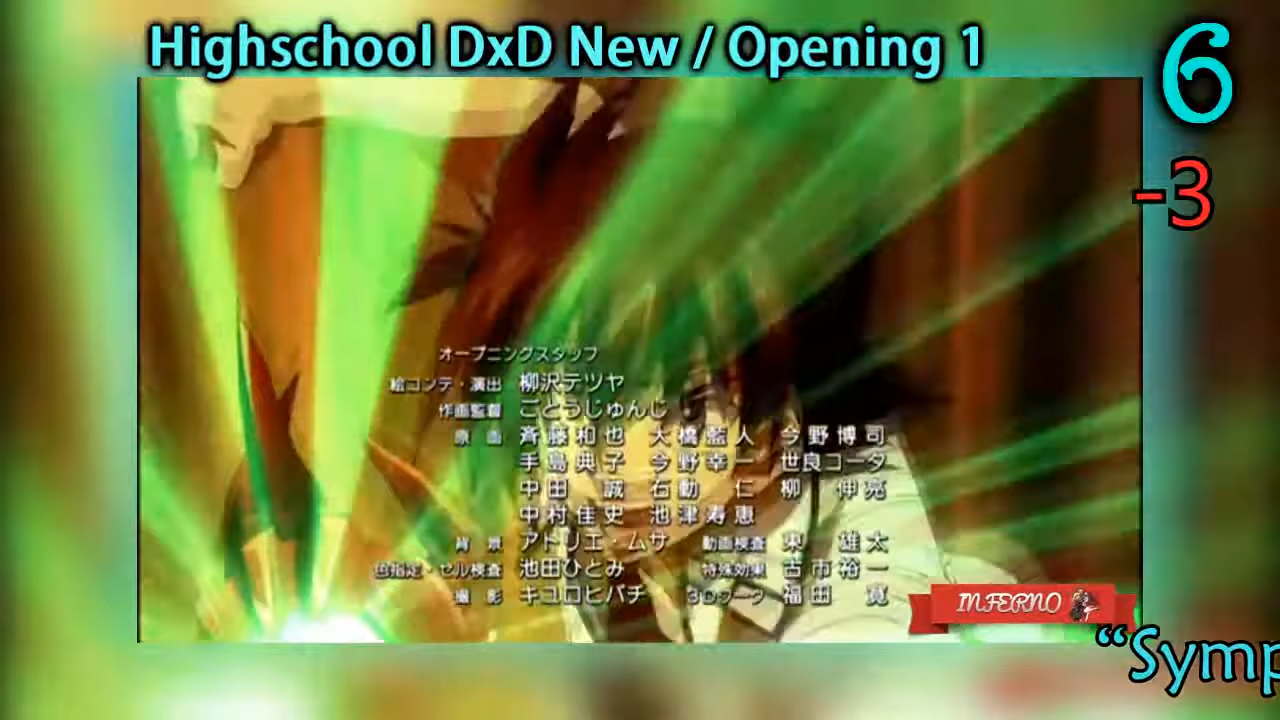 Highschool DxD New / Opening 1
6
-3
オープニングスタッフ
絵コンテ・演出 柳沢テツヤ
作画監督 ごとうじゅんじ
原画 斉藤和也 大橋藍人 今野博司
手島典子 今野幸一 世良コータ
中田 誠 石動 仁 柳 伸亮
中村佳史 池津寿恵
背景 アトリエ・ムサ 動画検査 東 雄太
色指定・セル検査 池田ひとみ 特殊効果 古市裕一
撮影 キュロヒバチ 3Dワーク 福田 寛
INFERNO
“Symp